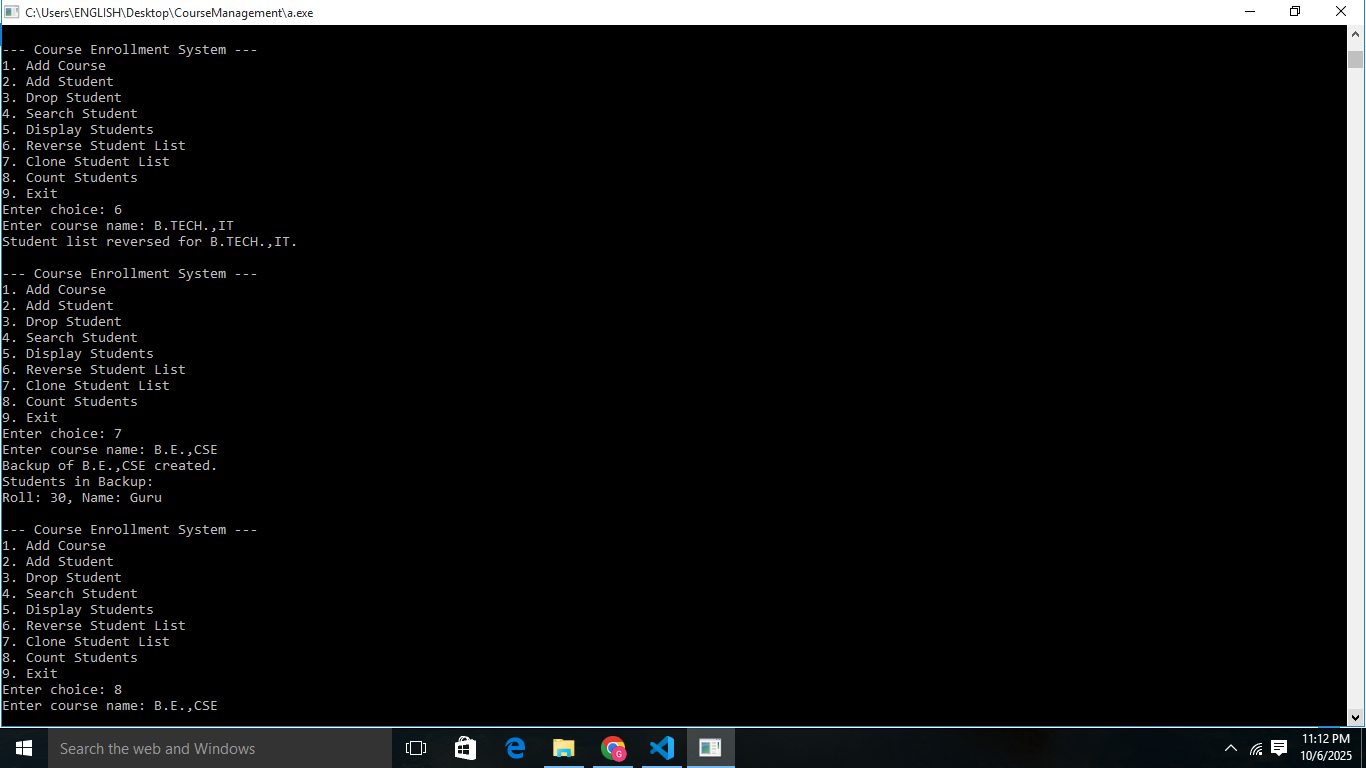 C:\Users\ENGLISH\Desktop\CourseManagement\a.exe
--- Course Enrollment System ---
1. Add Course
2. Add Student
3. Drop Student
4. Search Student
5. Display Students
6. Reverse Student List
7. Clone Student List
8. Count Students
9. Exit
Enter choice: 6
Enter course name: B.TECH.,IT
Student list reversed for B.TECH.,IT.
--- Course Enrollment System ---
1. Add Course
2. Add Student
3. Drop Student
4. Search Student
5. Display Students
6. Reverse Student List
7. Clone Student List
8. Count Students
9. Exit
Enter choice: 7
Enter course name: B.E.,CSE
Backup of B.E.,CSE created.
Students in Backup:
Roll: 30, Name: Guru
--- Course Enrollment System ---
1. Add Course
2. Add Student
3. Drop Student
4. Search Student
5. Display Students
6. Reverse Student List
7. Clone Student List
8. Count Students
9. Exit
Enter choice: 8
Enter course name: B.E.,CSE
Search the web and Windows
G
11:12 PM
10/6/2025